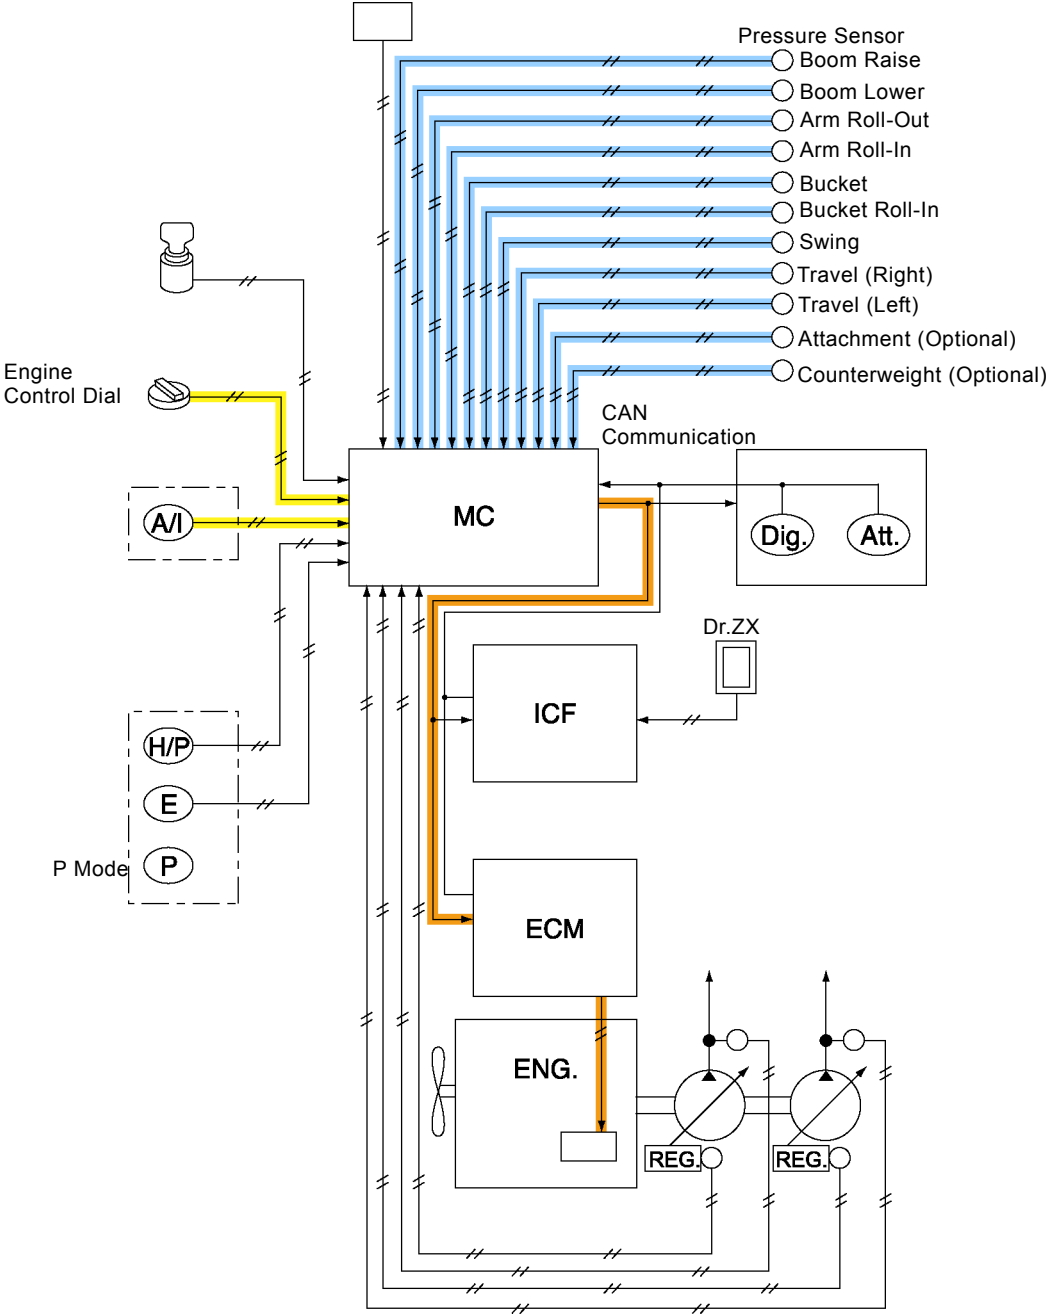 Pressure Sensor
Boom Raise
Boom Lower
Arm Roll-Out
Arm Roll-In
Bucket
Bucket Roll-In
Swing
Travel (Right)
Travel (Left)
Attachment (Optional)
Counterweight (Optional)
Engine
Control Dial
CAN
Communication
A/I
MC
Dig.
Att.
Dr.ZX
ICF
H/P
E
P Mode
P
ECM
ENG.
REG.
REG.